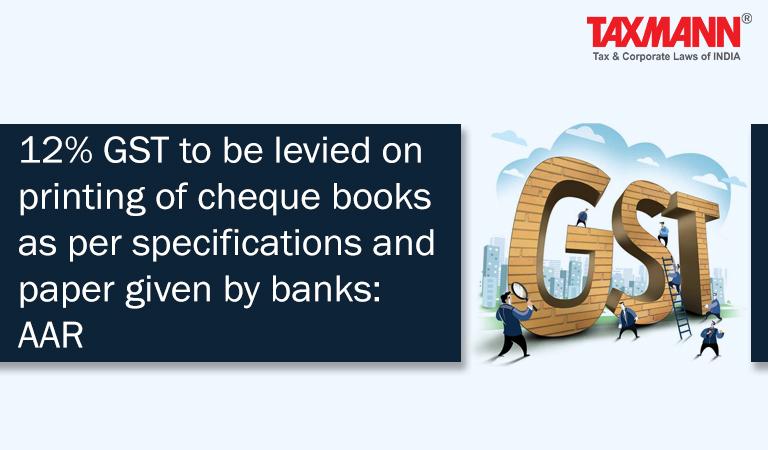 TAXMANN®
Tax & Corporate Laws of INDIA
12% GST to be levied on
printing of cheque books
as per specifications and
paper given by banks:
AAR
GST